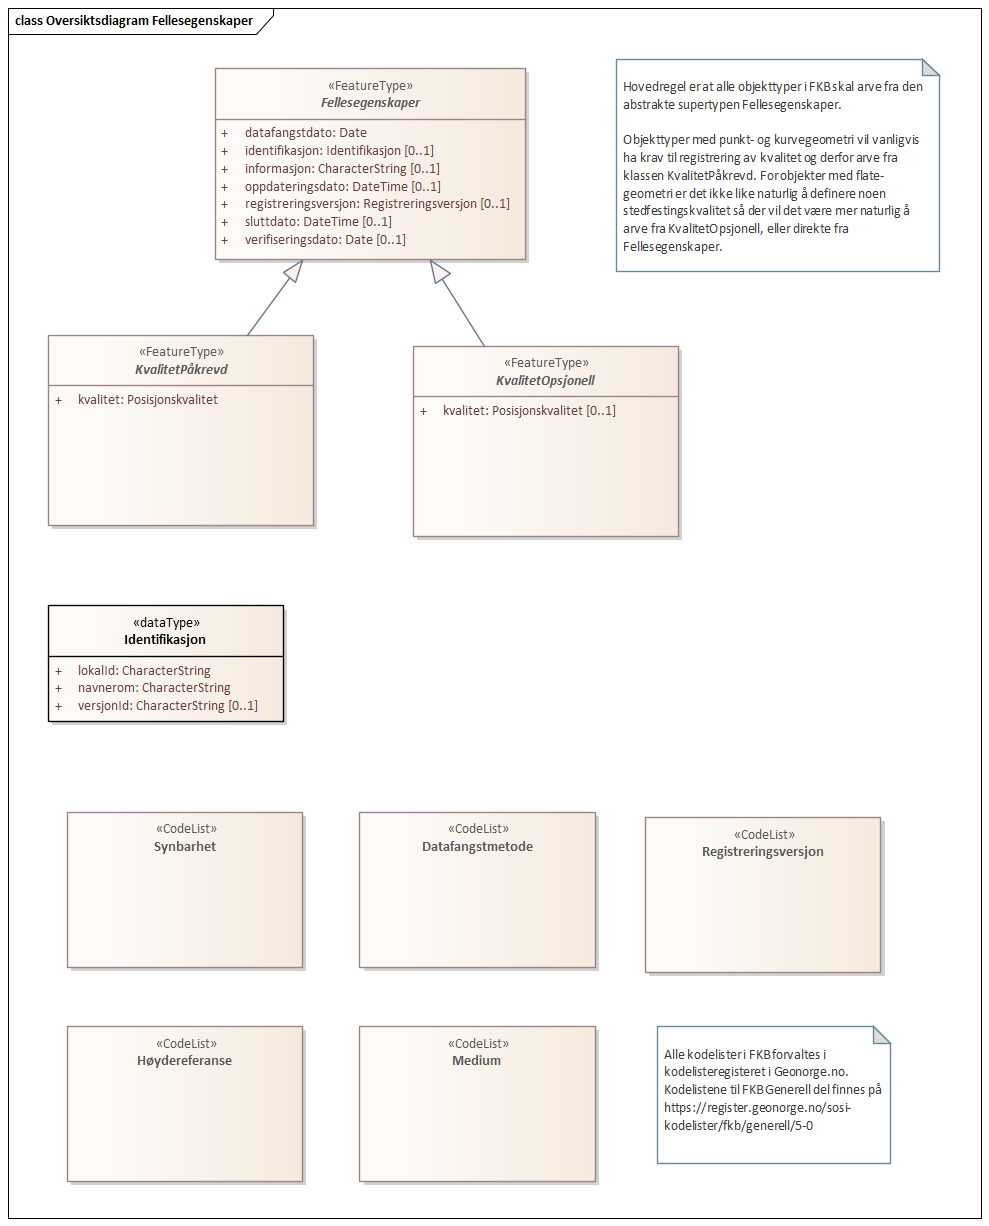 class Oversiktsdiagram Fellesegenskaper
«FeatureType»
Fellesegenskaper
+ datafangstdato: Date
+ identifikasjon: Identifikasjon [0..1]
+ informasjon: CharacterString [0..1]
+ oppdateringsdato: DateTime [0..1]
+ registreringsversjon: Registreringsversjon [0..1]
+ sluttdato: DateTime [0..1]
+ verifiseringsdato: Date [0..1]
Hovedregel er at alle objekttyper i FKB skal arve fra den
abstrakte supertypen Fellesegenskaper.
Objekttyper med punkt- og kurvegeometri vil vanligvis
ha krav til registrering av kvalitet og derfor arve fra
klassen KvalitetPåkrevd. For objekter med flate-
geometri er det ikke like naturlig å definere noen
stedfestingskvalitet så der vil det være mer naturlig å
arve fra KvalitetOpsjonell, eller direkte fra
Fellesegenskaper.
«FeatureType»
KvalitetPåkrevd
+ kvalitet: Posisjonskvalitet
«FeatureType»
KvalitetOpsjonell
+ kvalitet: Posisjonskvalitet [0..1]
«dataType»
Identifikasjon
+ lokalId: CharacterString
+ navnerom: CharacterString
+ versjonId: CharacterString [0..1]
«CodeList»
Synbarhet
«CodeList»
Datafangstmetode
«CodeList»
Registreringsversjon
«CodeList»
Høydereferanse
«CodeList»
Medium
Alle kodelister i FKB forvaltes i
kodelisteregisteret i Geonorge.no.
Kodelistene til FKB Generell del finnes på
https://register.geonorge.no/sosi-
kodelister/fkb/generell/5-0